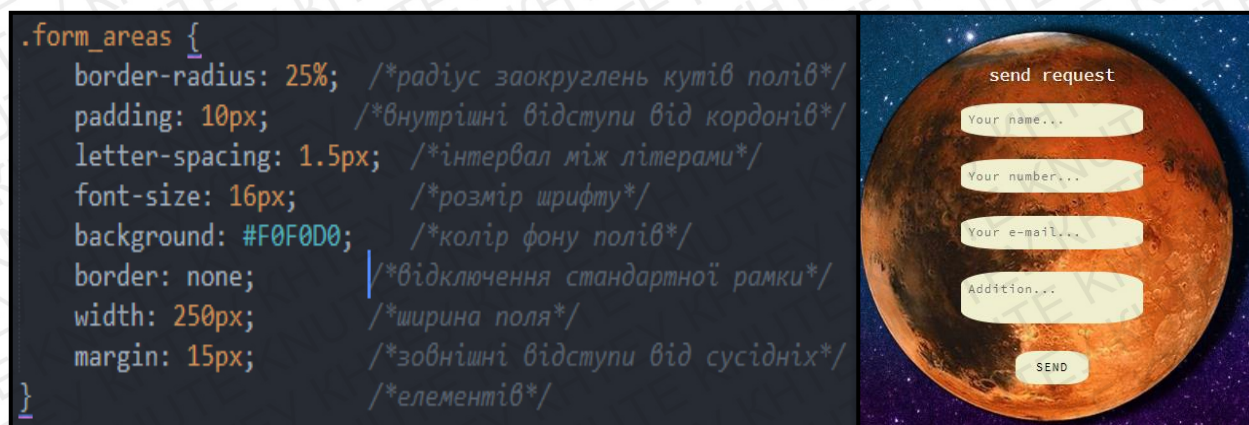 .form_areas {
border-radius: 25%; /*радіус заокруглень кутів полів*/
padding: 10px; /*внутрішні відступи від кордонів*/
letter-spacing: 1.5px; /*інтервал між літерами*/
font-size: 16px; /*розмір шрифту*/
background: #F0F0D0; /*колір фону полів*/
border: none; /*відключення стандартної рамки*/
width: 250px; /*ширина поля*/
margin: 15px; /*зовнішні відступи від сусідніх*/
} /*елементів*/
send request
Your name...
Your number...
Your e-mail...
Addition...
SEND